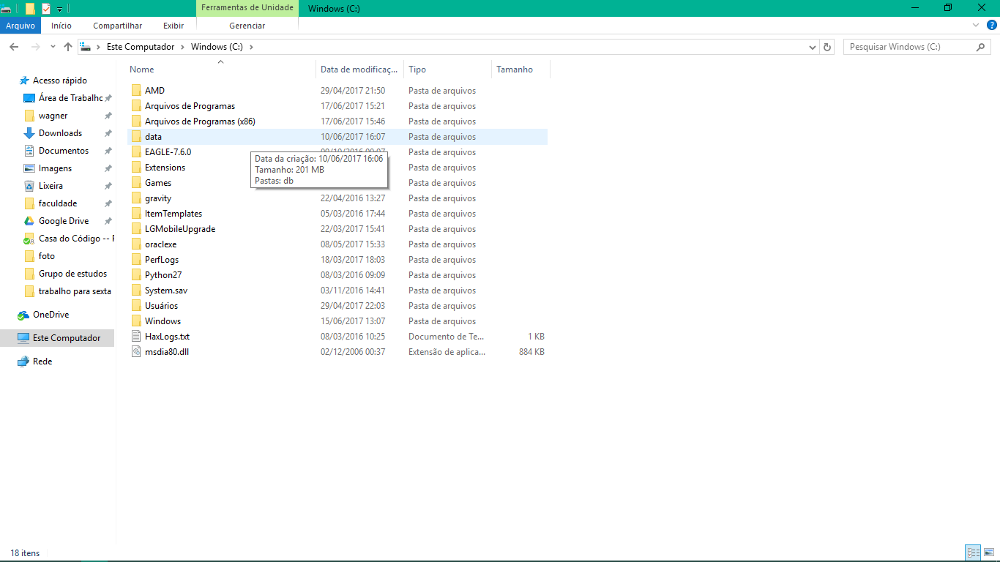 Ferramentas de Unidade Windows (C:)
Arquivo Início Compartilhar Exibir Gerenciar
Este Computador Windows (C:) Pesquisar Windows (C:)
Nome Data de modificaç... Tipo Tamanho
Acesso rápido
Área de Trabalho
wagner
Downloads
Documentos
Imagens
Lixeira
faculdade
Google Drive
Casa do Código -- F
foto
Grupo de estudos
trabalho para sexta
OneDrive
Este Computador
Rede
AMD 29/04/2017 21:50 Pasta de arquivos
Arquivos de Programas 17/06/2017 15:21 Pasta de arquivos
Arquivos de Programas (x86) 17/06/2017 15:46 Pasta de arquivos
data 10/06/2017 16:07 Pasta de arquivos
EAGLE-7.6.0 Pasta de arquivos
Extensions Pasta de arquivos
Games Pasta de arquivos
Data da criação: 10/06/2017 16:06
Tamanho: 201 MB
Pastas: db
gravity 22/04/2016 13:27 Pasta de arquivos
ItemTemplates 05/03/2016 17:44 Pasta de arquivos
LGMobileUpgrade 22/03/2017 15:41 Pasta de arquivos
oraclexe 08/05/2017 15:33 Pasta de arquivos
PerfLogs 18/03/2017 18:03 Pasta de arquivos
Python27 08/03/2016 09:09 Pasta de arquivos
System.sav 03/11/2016 14:41 Pasta de arquivos
Usuários 29/04/2017 22:03 Pasta de arquivos
Windows 15/06/2017 13:07 Pasta de arquivos
HaxLogs.txt 08/03/2016 10:25 Documento de Te... 1 KB
msdia80.dll 02/12/2006 00:37 Extensão de aplica... 884 KB
18 itens